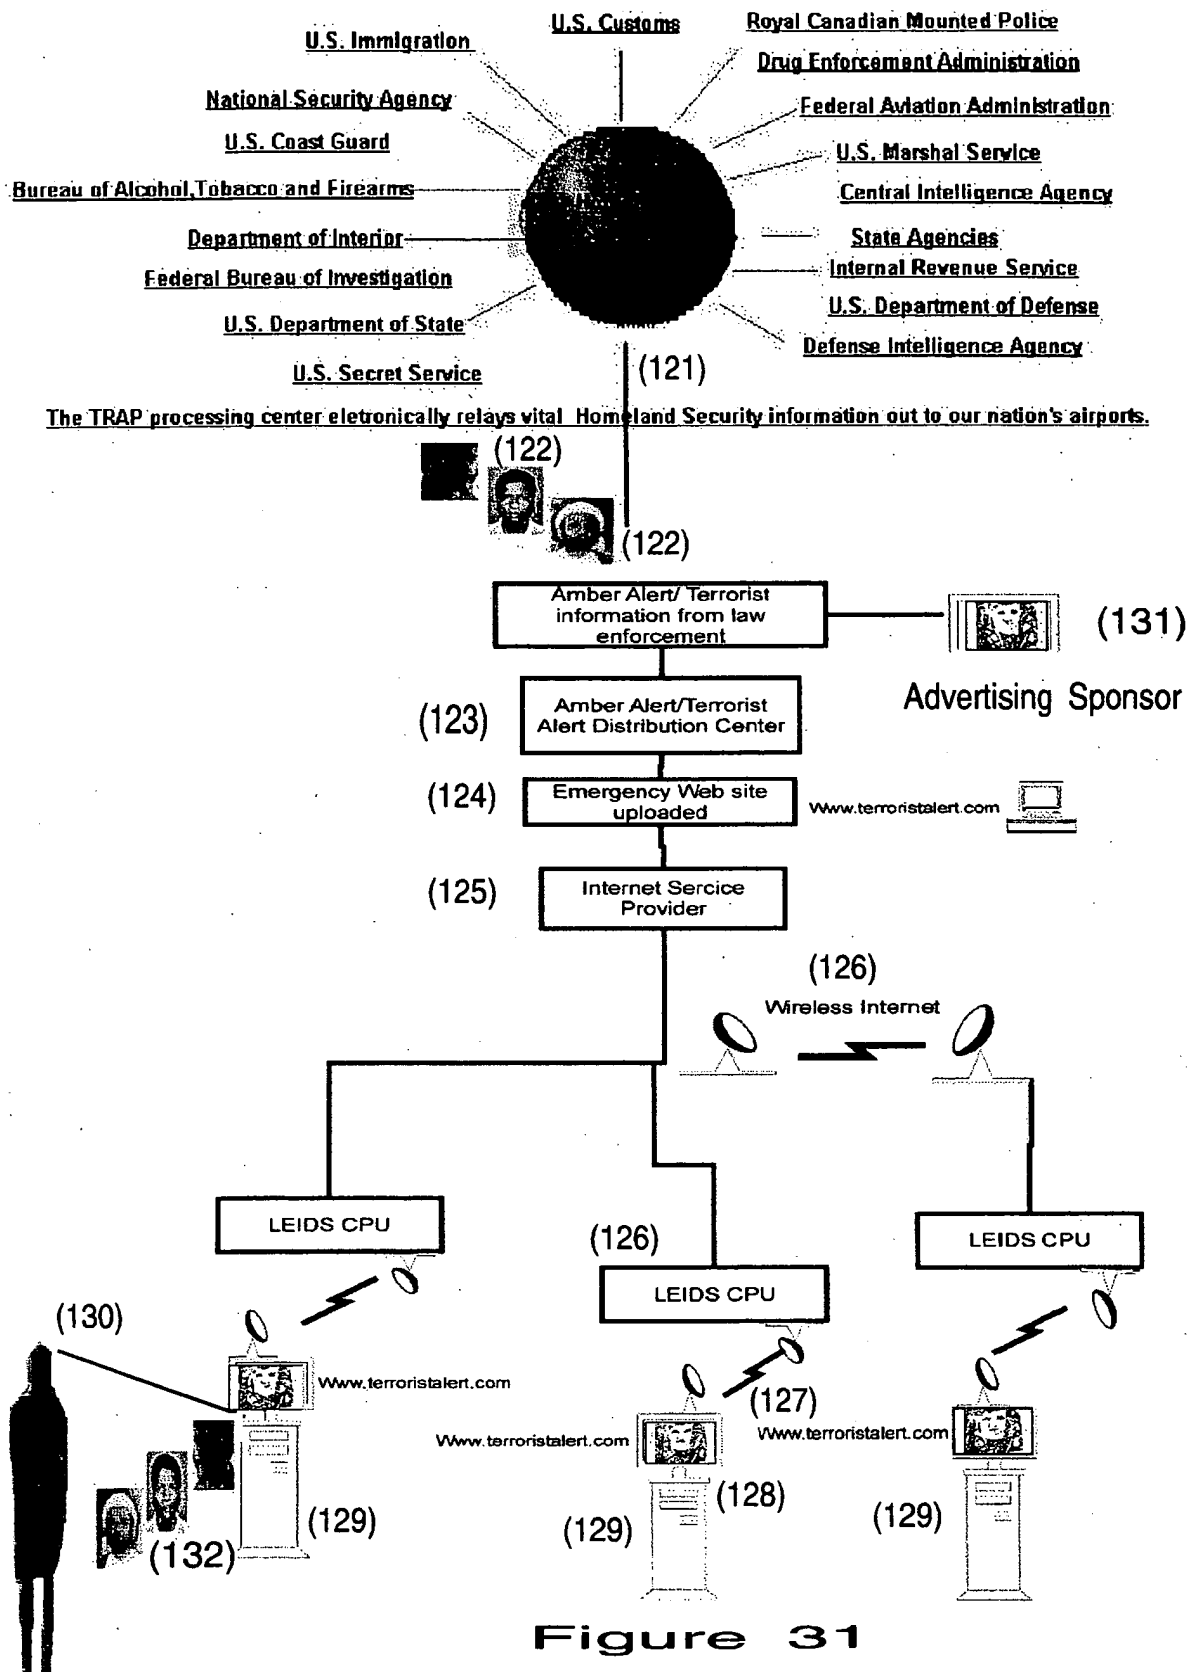 U.S. Customs
Royal Canadian Mounted Police
U.S. Immigration
Drug Enforcement Administration
National Security Agency
Federal Aviation Administration
U.S. Coast Guard
U.S. Marshal Service
Bureau of Alcohol,Tobacco and Firearms
Central Intelligence Agency
Department of Interior
State Agencies
Federal Bureau of Investigation
Internal Revenue Service
U.S. Department of State
U.S. Department of Defense
Defense Intelligence Agency
U.S. Secret Service
(121)
The TRAP processing center eletronically relays vital Homeland Security information out to our nation's airports.
(122)
(122)
Amber Alert/ Terrorist
information from law
enforcement
(131)
Advertising Sponsor
(123)
Amber Alert/Terrorist
Alert Distribution Center
(124)
Emergency Web site
uploaded
Www.terroristalert.com
(125)
Internet Sercice
Provider
(126)
Wireless Internet
LEIDS CPU
(126)
LEIDS CPU
LEIDS CPU
(130)
Www.terroristalert.com
(127)
Www.terroristalert.com
Www.terroristalert.com
(128)
(129)
(129)
(129)
(132)
Figure 31